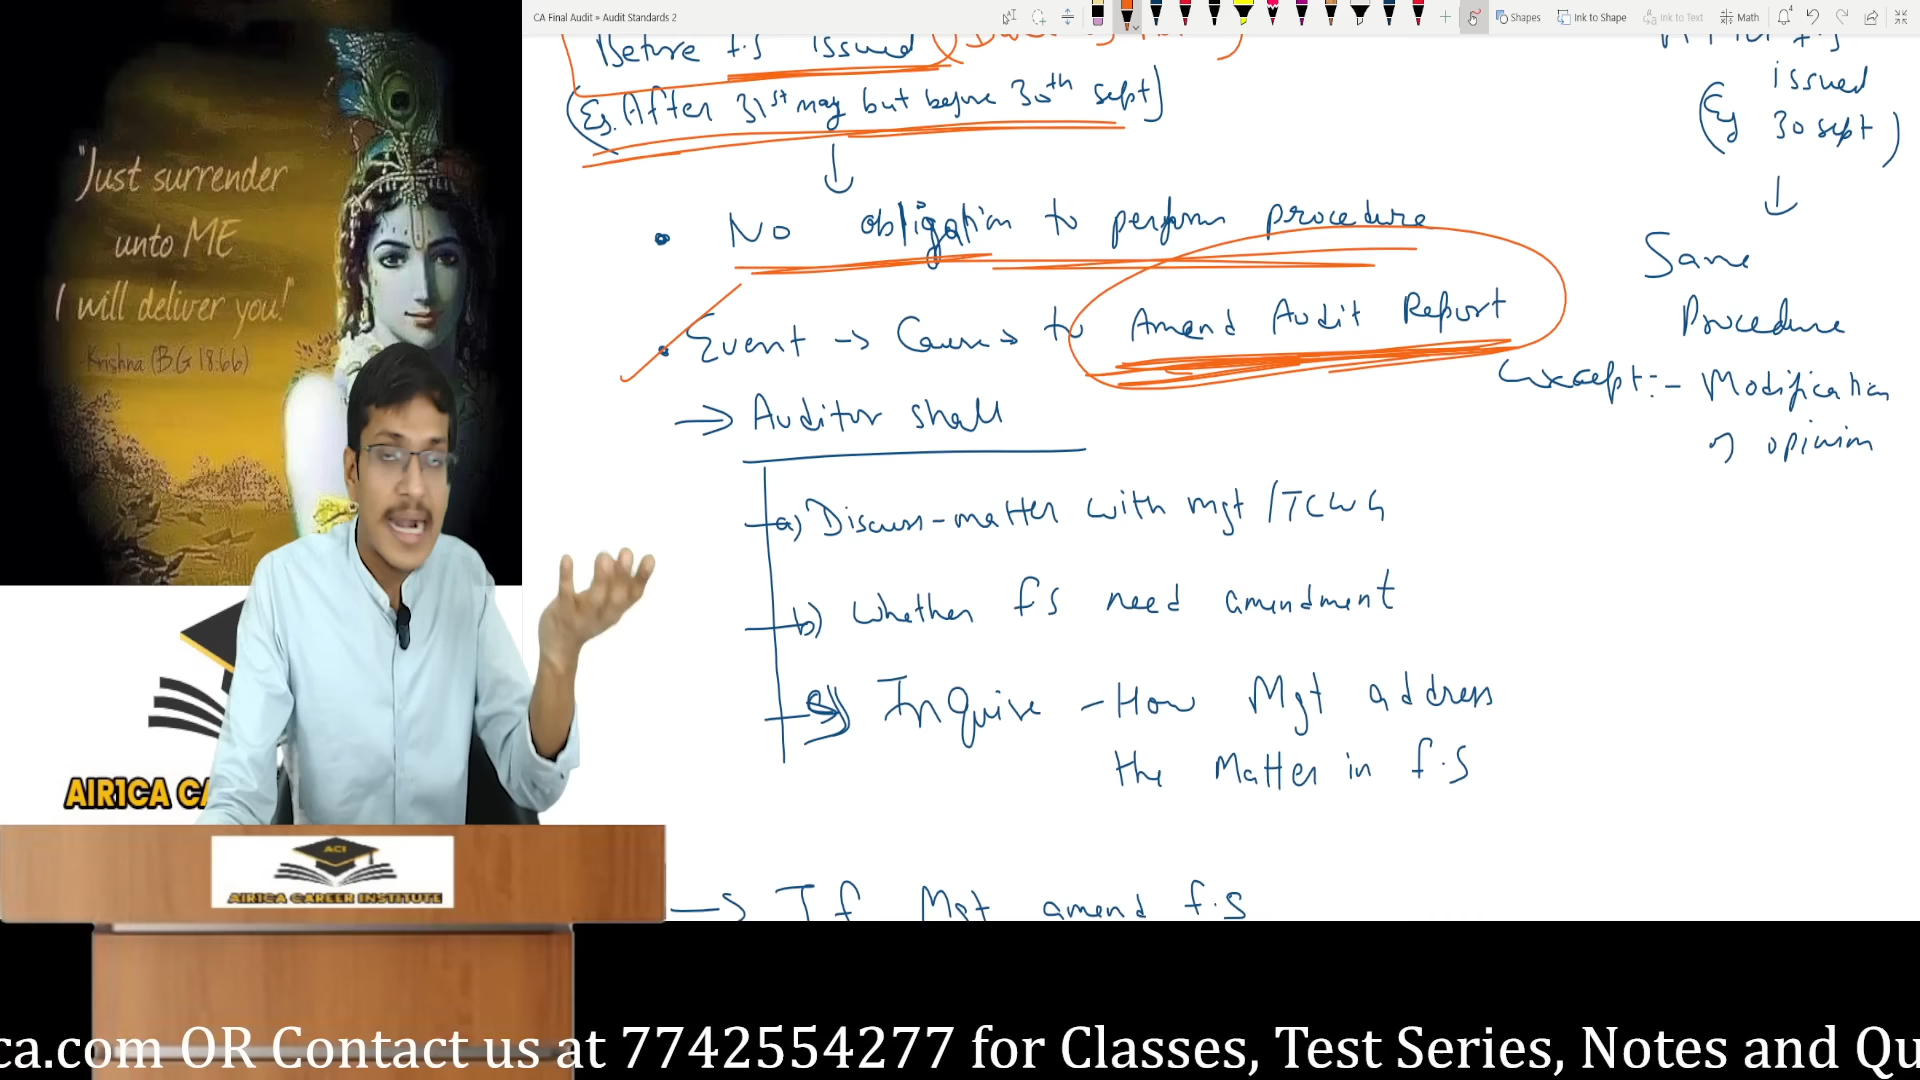 CA Final Audit » Audit Standards 2
Shapes
Ink to Shape
Ink to Text
Math
"Just surrender
unto ME
I will deliver you!"
- Krishna (B.G 18:66)
Before f.s issued
(Eg. After 31st may but before 30th sept)
↓
• No obligation to perform procedure
• Event → Cause to Amend Audit Report
→ Auditor shall
a) Discuss-matter with mgt /TCWG
b) Whether fs need amendment
Inquire - How Mgt address
the Matter in f.S
→ If Mgt amend f.s
issued
(Eg 30 sept)
↓
Same
Procedure
Except:- Modification
of opinion
AIR1CA CA
ACI
AIR1CA CAREER INSTITUTE
ca.com OR Contact us at 7742554277 for Classes, Test Series, Notes and Qu